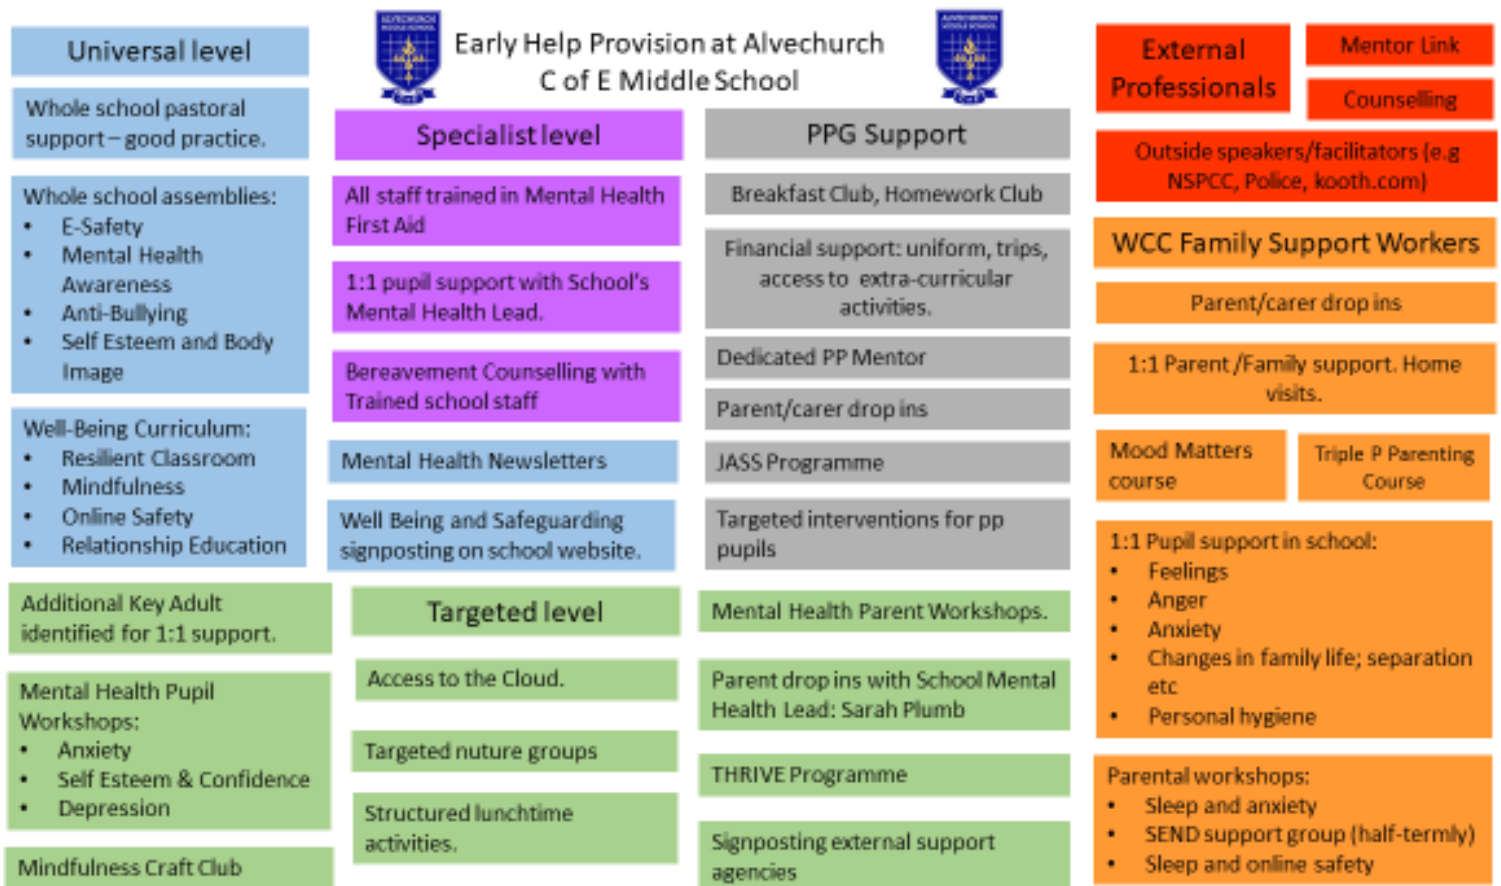 Universal level
Whole school pastoral
support – good practice.
Whole school assemblies:
• E-Safety
• Mental Health
Awareness
• Anti-Bullying
• Self Esteem and Body
Image
Well-Being Curriculum:
• Resilient Classroom
• Mindfulness
• Online Safety
• Relationship Education
Additional Key Adult
identified for 1:1 support.
Mental Health Pupil
Workshops:
• Anxiety
• Self Esteem & Confidence
• Depression
Mindfulness Craft Club
ALVECHURCH
MIDDLE SCHOOL
Early Help Provision at Alvechurch
C of E Middle School
ALVECHURCH
MIDDLE SCHOOL
Specialist level
All staff trained in Mental Health
First Aid
1:1 pupil support with School's
Mental Health Lead.
Bereavement Counselling with
Trained school staff
Mental Health Newsletters
Well Being and Safeguarding
signposting on school website.
Targeted level
Access to the Cloud.
Targeted nuture groups
Structured lunchtime
activities.
PPG Support
Breakfast Club, Homework Club
Financial support: uniform, trips,
access to extra-curricular
activities.
Dedicated PP Mentor
Parent/carer drop ins
JASS Programme
Targeted interventions for pp
pupils
Mental Health Parent Workshops.
Parent drop ins with School Mental
Health Lead: Sarah Plumb
THRIVE Programme
Signposting external support
agencies
External
Professionals
Mentor Link
Counselling
Outside speakers/facilitators (e.g
NSPCC, Police, kooth.com)
WCC Family Support Workers
Parent/carer drop ins
1:1 Parent /Family support. Home
visits.
Mood Matters
course
Triple P Parenting
Course
1:1 Pupil support in school:
• Feelings
• Anger
• Anxiety
• Changes in family life; separation
etc
• Personal hygiene
Parental workshops:
• Sleep and anxiety
• SEND support group (half-termly)
• Sleep and online safety